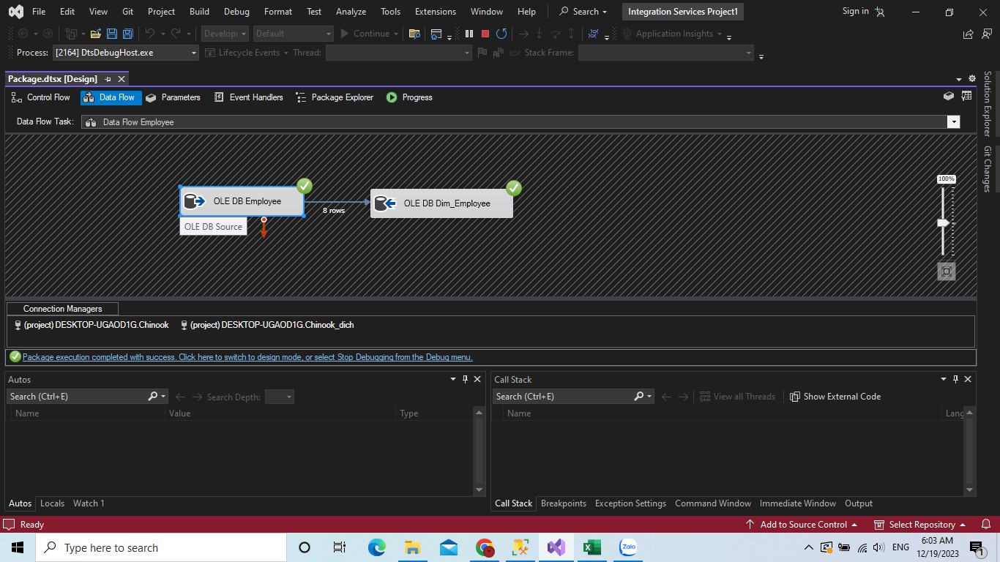 File Edit View Git Project Build Debug Format Test Analyze Tools Extensions Window Help Search Integration Services Project1 Sign in
Develop Default Continue Application Insights
Process: [2164] DtsDebugHost.exe Lifecycle Events Thread: Stack Frame:
Package.dtsx [Design]
Control Flow Data Flow Parameters Event Handlers Package Explorer Progress
Data Flow Task: Data Flow Employee
Solution Explorer
Git Changes
100%
OLE DB Employee
8 rows
OLE DB Dim_Employee
OLE DB Source
Connection Managers
(project) DESKTOP-UGAOD1G.Chinook (project) DESKTOP-UGAOD1G.Chinook_dich
Package execution completed with success. Click here to switch to design mode, or select Stop Debugging from the Debug menu.
Autos
Search (Ctrl+E) Search Depth:
Name Value Type
Autos Locals Watch 1
Call Stack
Search (Ctrl+E) View all Threads Show External Code
Name Lang
Call Stack Breakpoints Exception Settings Command Window Immediate Window Output
Ready Add to Source Control Select Repository
Type here to search
Zalo
ENG
6:03 AM
12/19/2023
1